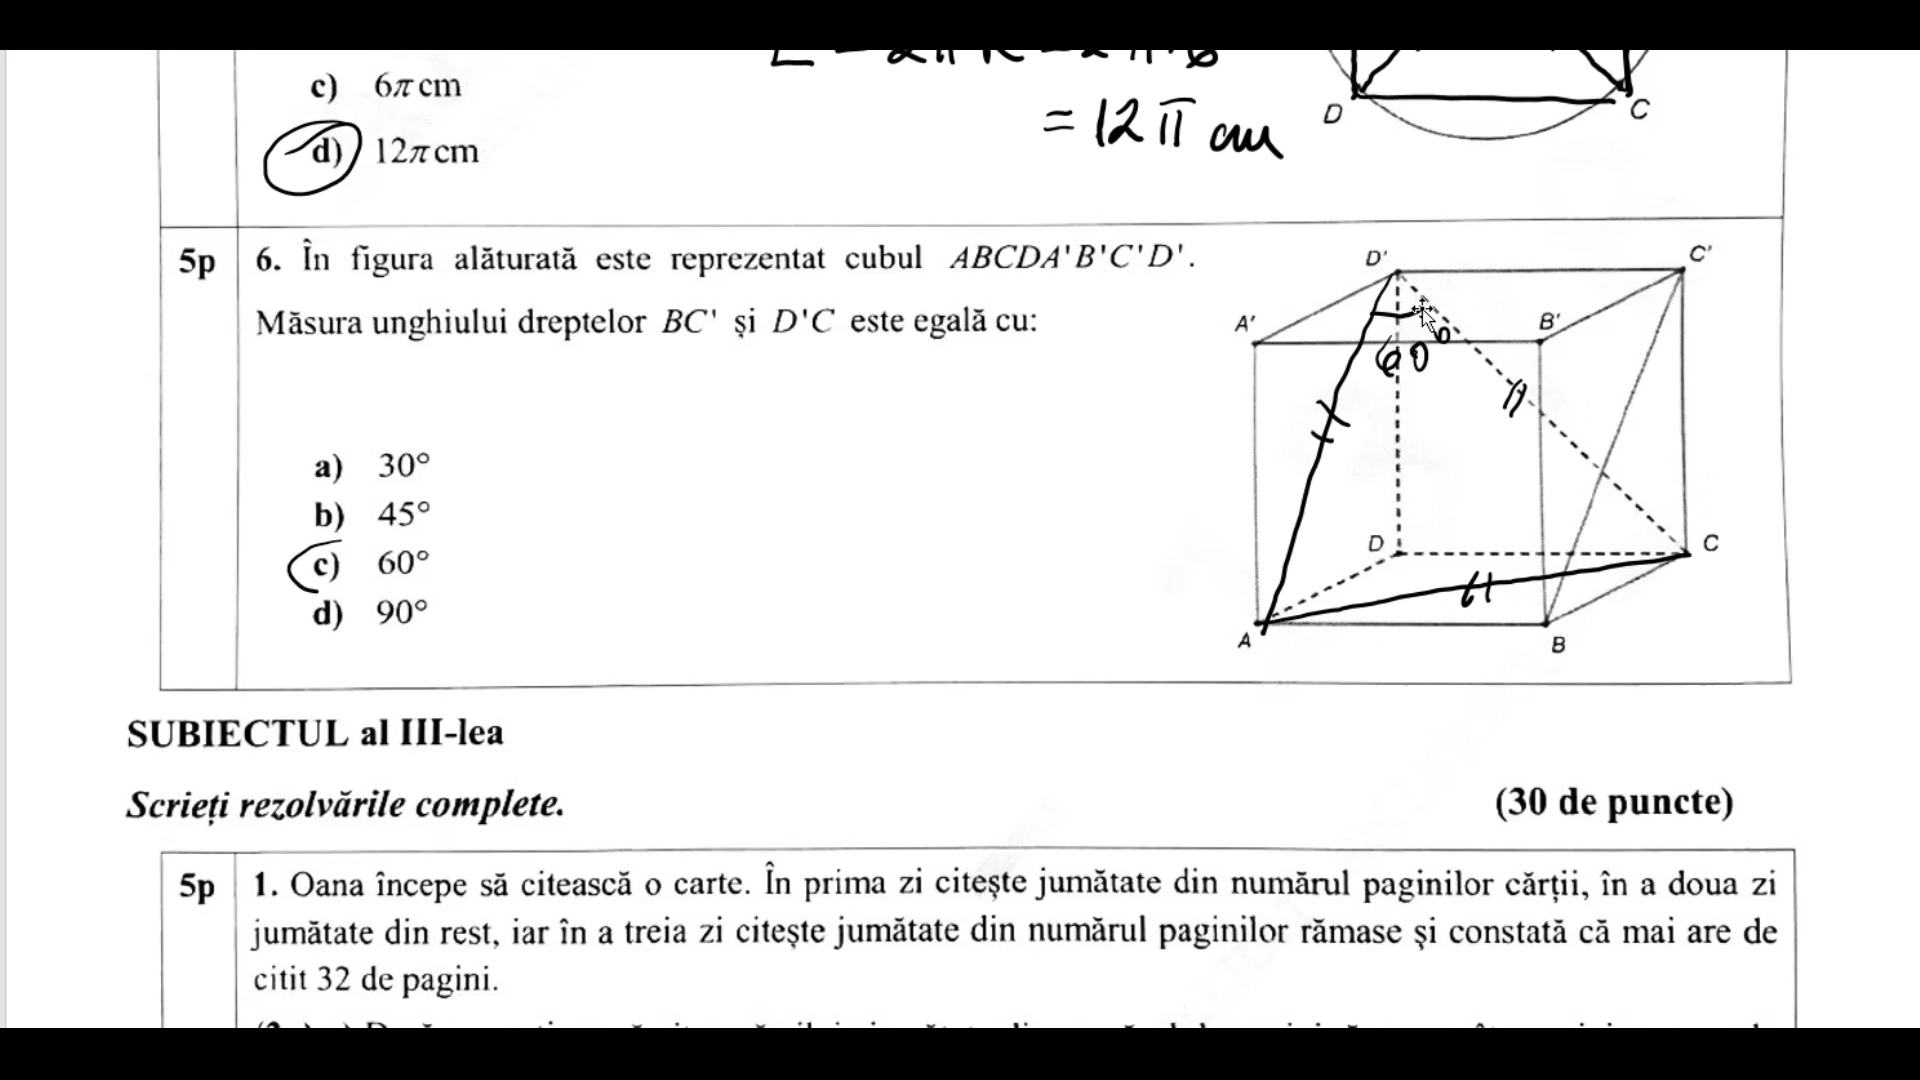 c) 6π cm
= 12 π cm
d) 12π cm
D
C
5p
6. În figura alăturată este reprezentat cubul ABCDA'B'C'D'.
Măsura unghiului dreptelor BC' și D'C este egală cu:
a) 30°
b) 45°
c) 60°
d) 90°
D'
C'
A'
B'
60°
D
C
A
B
SUBIECTUL al III-lea
Scrieți rezolvările complete.
(30 de puncte)
5p
1. Oana începe să citească o carte. În prima zi citește jumătate din numărul paginilor cărții, în a doua zi
jumătate din rest, iar în a treia zi citește jumătate din numărul paginilor rămase și constată că mai are de
citit 32 de pagini.